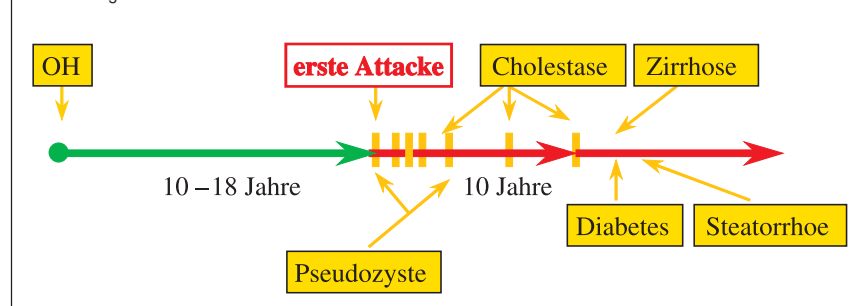 OH
erste Attacke
Cholestase
Zirrhose
10 – 18 Jahre
10 Jahre
Diabetes
Steatorrhoe
Pseudozyste